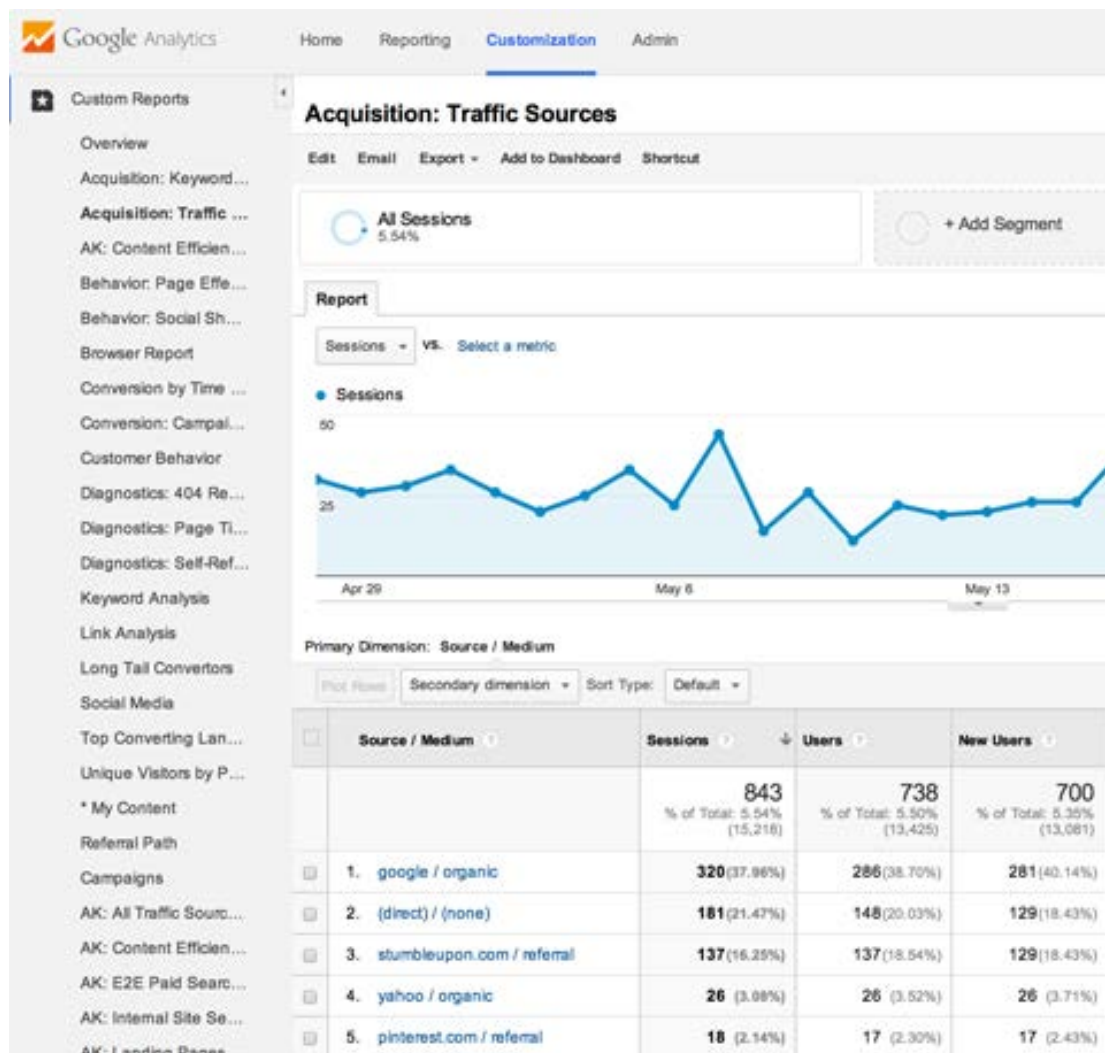 Google Analytics
Home Reporting Customization Admin
Custom Reports
Overview
Acquisition: Keyword...
Acquisition: Traffic ...
AK: Content Efficien...
Behavior: Page Effe...
Behavior: Social Sh...
Browser Report
Conversion by Time ...
Conversion: Campai...
Customer Behavior
Diagnostics: 404 Re...
Diagnostics: Page Ti...
Diagnostics: Self-Ref...
Keyword Analysis
Link Analysis
Long Tail Convertors
Social Media
Top Converting Lan...
Unique Visitors by P...
* My Content
Referral Path
Campaigns
AK: All Traffic Sourc...
AK: Content Efficien...
AK: E2E Paid Searc...
AK: Internal Site Se...
AK: Landing Pages
Acquisition: Traffic Sources
Edit Email Export Add to Dashboard Shortcut
All Sessions
5.54%
+ Add Segment
Report
Sessions vs. Select a metric
Sessions
50
25
Apr 29 May 6 May 13
Primary Dimension: Source / Medium
Plot Rows Secondary dimension Sort Type: Default
Source / Medium ? Sessions ? Users ? New Users ?
843 738 700
% of Total: 5.54% % of Total: 5.50% % of Total: 5.35%
(15,218) (13,425) (13,081)
1. google / organic 320(37.96%) 286(38.70%) 281(40.14%)
2. (direct) / (none) 181(21.47%) 148(20.03%) 129(18.43%)
3. stumbleupon.com / referral 137(16.25%) 137(18.54%) 129(18.43%)
4. yahoo / organic 26 (3.08%) 26 (3.52%) 26 (3.71%)
5. pinterest.com / referral 18 (2.14%) 17 (2.30%) 17 (2.43%)